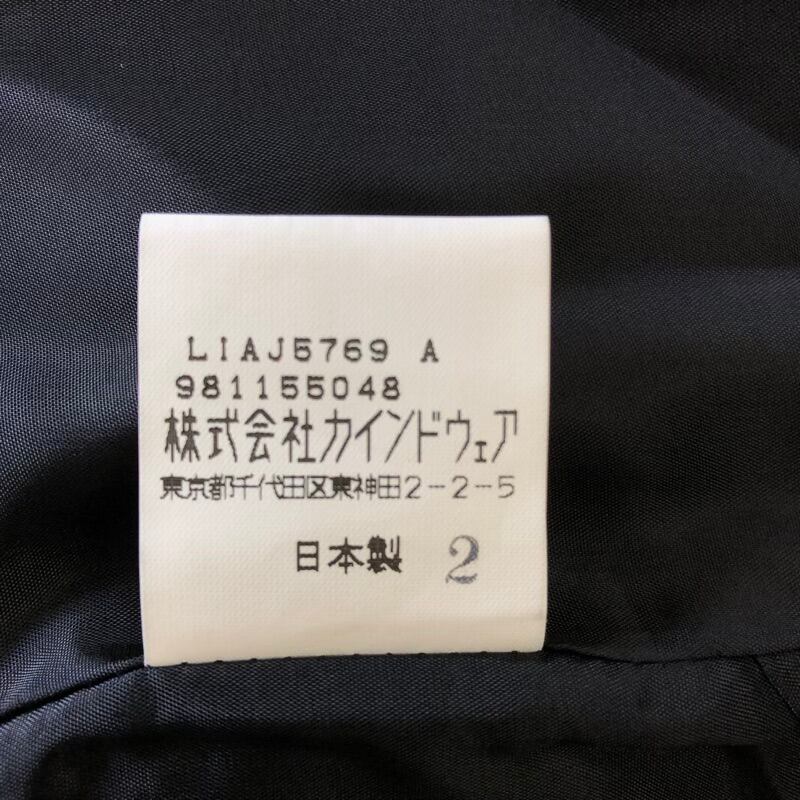 LIAJ5769 A
981155048
株式会社カインドウェア
東京都千代田区東神田2-2-5
日本製 2